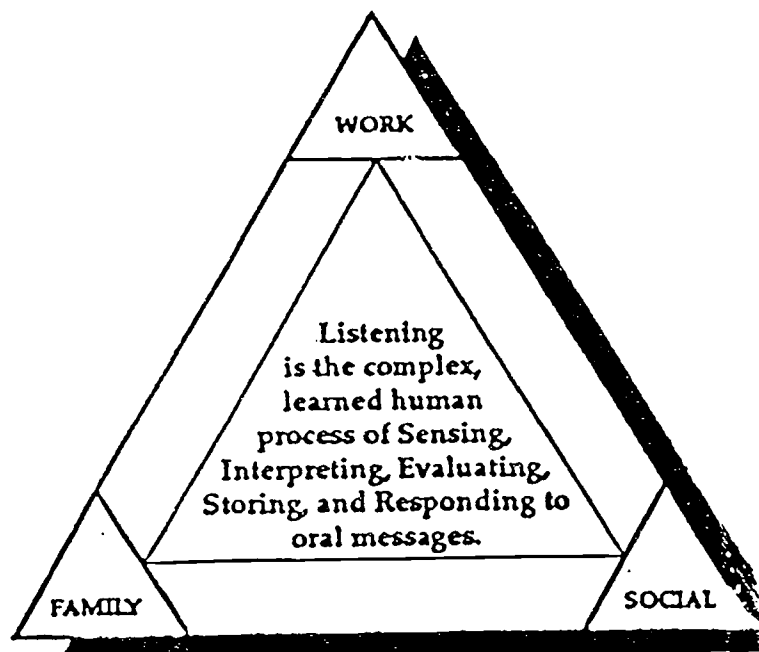 WORK
Listening
is the complex,
learned human
process of Sensing,
Interpreting, Evaluating,
Storing, and Responding to
oral messages.
FAMILY
SOCIAL